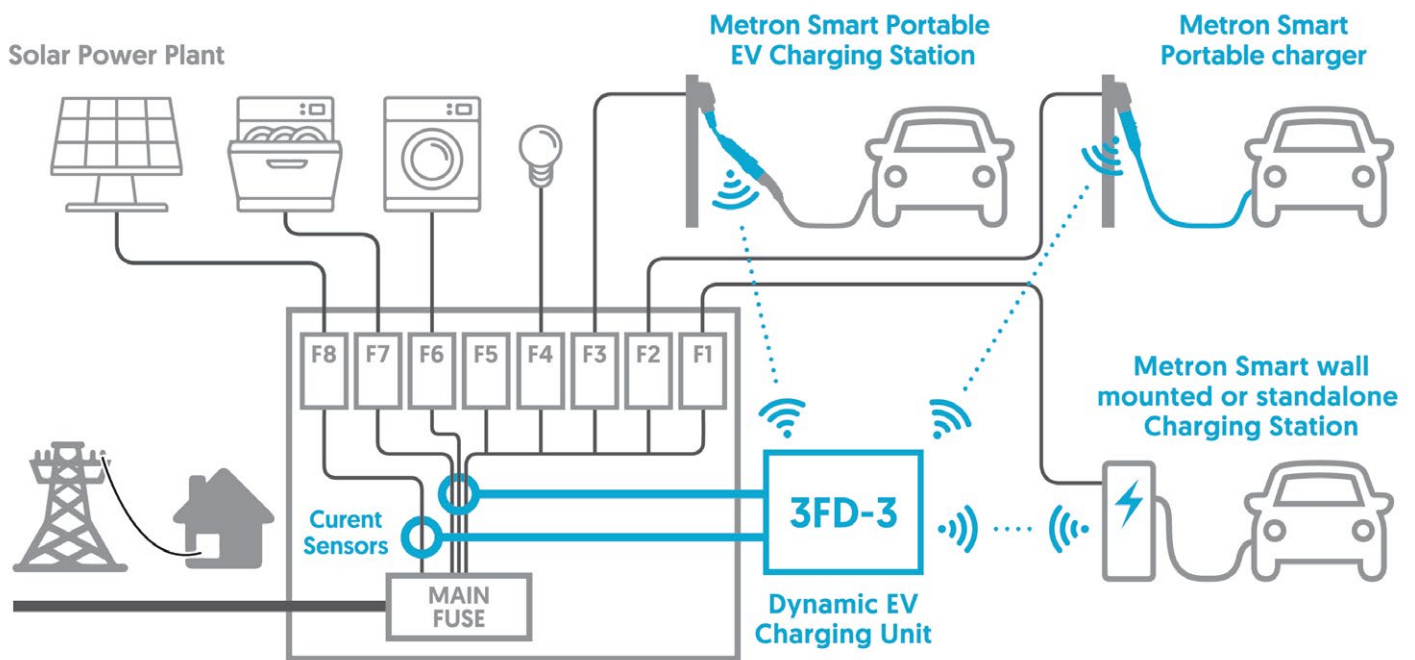 Solar Power Plant
Metron Smart Portable
EV Charging Station
Metron Smart
Portable charger
F8
F7
F6
F5
F4
F3
F2
F1
Metron Smart wall
mounted or standalone
Charging Station
Curent
Sensors
3FD-3
MAIN
FUSE
Dynamic EV
Charging Unit